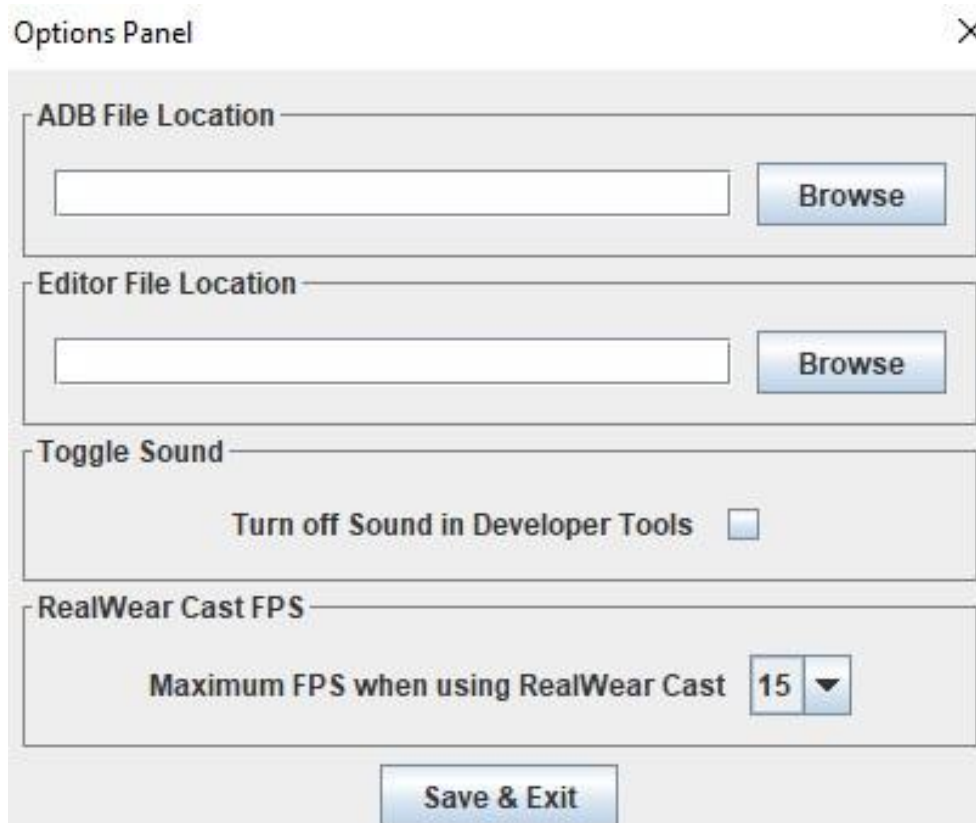 Options Panel
ADB File Location
Browse
Editor File Location
Browse
Toggle Sound
Turn off Sound in Developer Tools
RealWear Cast FPS
Maximum FPS when using RealWear Cast 15
Save & Exit